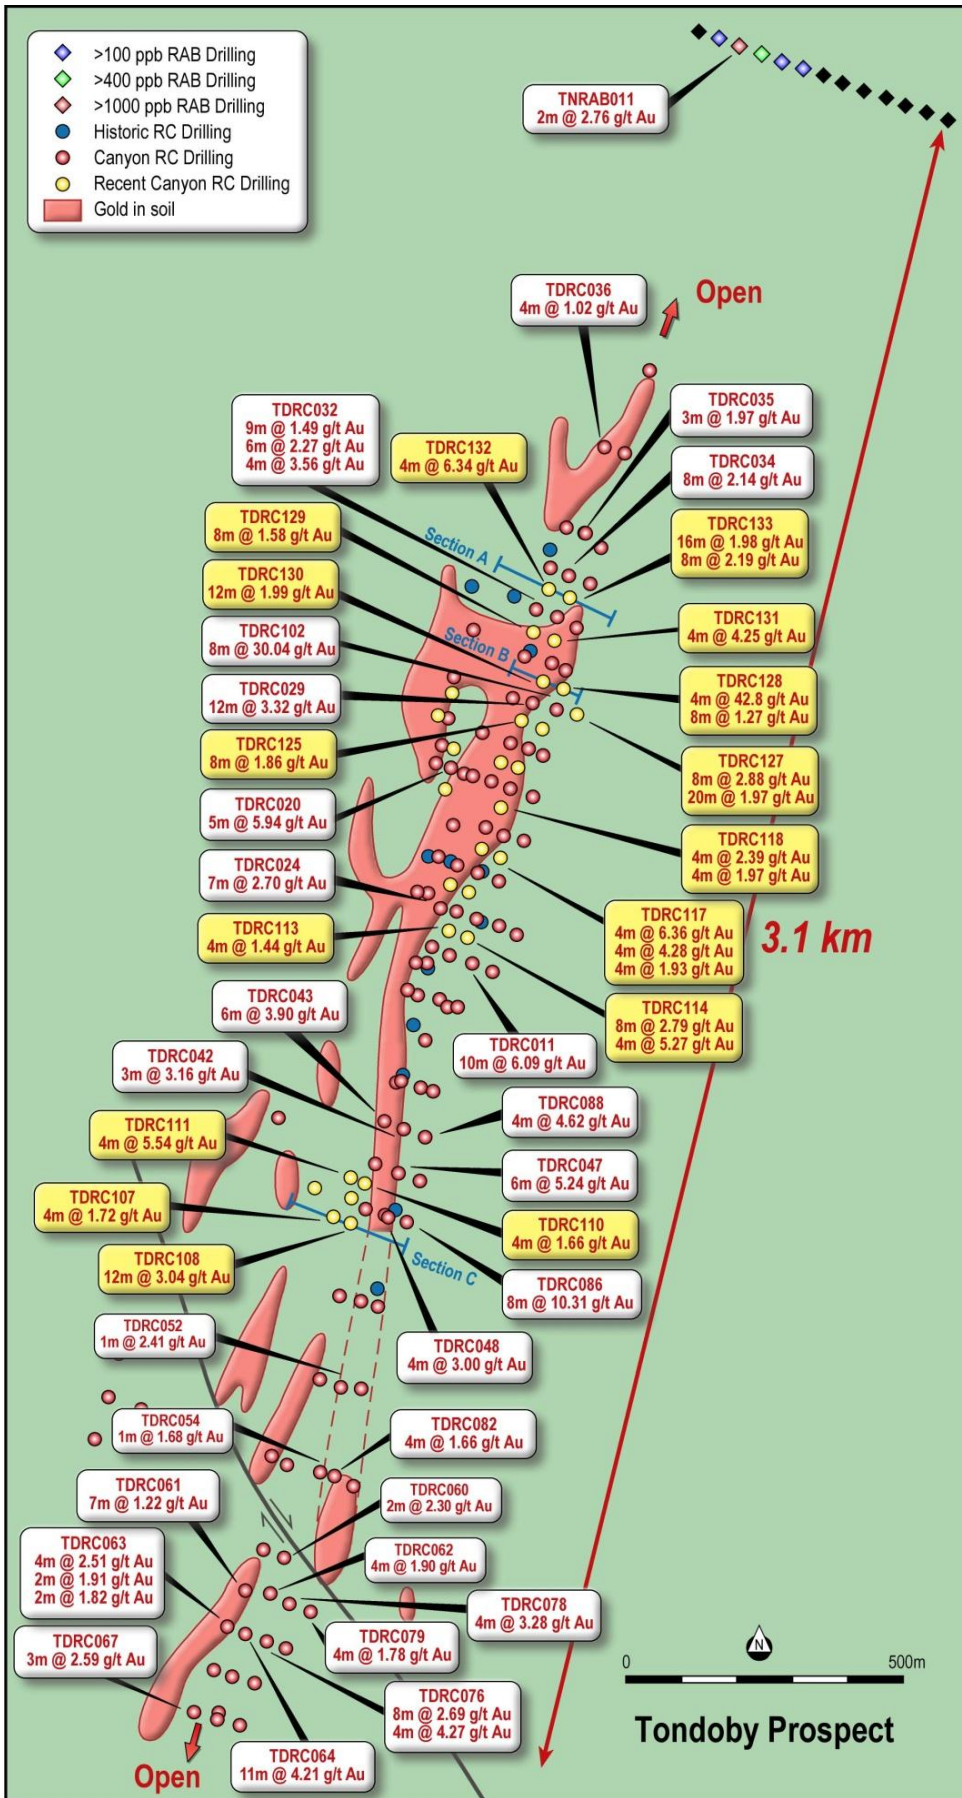 >100 ppb RAB Drilling
>400 ppb RAB Drilling
>1000 ppb RAB Drilling
Historic RC Drilling
Canyon RC Drilling
Recent Canyon RC Drilling
Gold in soil
TNRAB011
2m @ 2.76 g/t Au
TDRC036
4m @ 1.02 g/t Au
Open
TDRC035
3m @ 1.97 g/t Au
TDRC032
9m @ 1.49 g/t Au
6m @ 2.27 g/t Au
4m @ 3.56 g/t Au
TDRC132
4m @ 6.34 g/t Au
TDRC034
8m @ 2.14 g/t Au
TDRC129
8m @ 1.58 g/t Au
Section A
TDRC133
16m @ 1.98 g/t Au
8m @ 2.19 g/t Au
TDRC130
12m @ 1.99 g/t Au
TDRC102
8m @ 30.04 g/t Au
Section B
TDRC131
4m @ 4.25 g/t Au
TDRC029
12m @ 3.32 g/t Au
TDRC128
4m @ 42.8 g/t Au
8m @ 1.27 g/t Au
TDRC125
8m @ 1.86 g/t Au
TDRC127
8m @ 2.88 g/t Au
20m @ 1.97 g/t Au
TDRC020
5m @ 5.94 g/t Au
TDRC118
4m @ 2.39 g/t Au
4m @ 1.97 g/t Au
TDRC024
7m @ 2.70 g/t Au
TDRC117
4m @ 6.36 g/t Au
4m @ 4.28 g/t Au
4m @ 1.93 g/t Au
3.1 km
TDRC113
4m @ 1.44 g/t Au
TDRC043
6m @ 3.90 g/t Au
TDRC114
8m @ 2.79 g/t Au
4m @ 5.27 g/t Au
TDRC011
10m @ 6.09 g/t Au
TDRC042
3m @ 3.16 g/t Au
TDRC088
4m @ 4.62 g/t Au
TDRC111
4m @ 5.54 g/t Au
TDRC047
6m @ 5.24 g/t Au
TDRC107
4m @ 1.72 g/t Au
TDRC110
4m @ 1.66 g/t Au
TDRC108
12m @ 3.04 g/t Au
Section C
TDRC086
8m @ 10.31 g/t Au
TDRC052
1m @ 2.41 g/t Au
TDRC048
4m @ 3.00 g/t Au
TDRC054
1m @ 1.68 g/t Au
TDRC082
4m @ 1.66 g/t Au
TDRC061
7m @ 1.22 g/t Au
TDRC060
2m @ 2.30 g/t Au
TDRC063
4m @ 2.51 g/t Au
2m @ 1.91 g/t Au
2m @ 1.82 g/t Au
TDRC062
4m @ 1.90 g/t Au
TDRC078
4m @ 3.28 g/t Au
TDRC067
3m @ 2.59 g/t Au
TDRC079
4m @ 1.78 g/t Au
TDRC076
8m @ 2.69 g/t Au
4m @ 4.27 g/t Au
TDRC064
11m @ 4.21 g/t Au
Open
N
0 500m
Tondoby Prospect